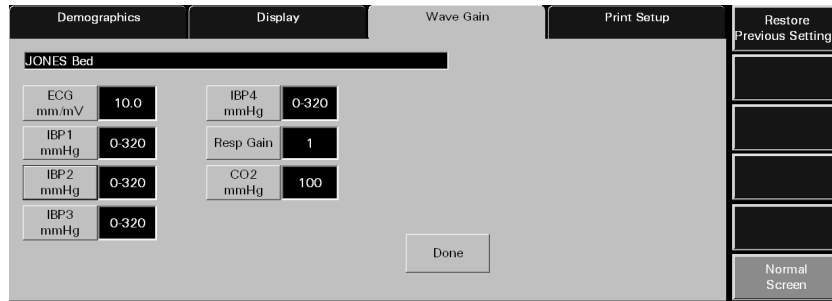 Demographics
Display
Wave Gain
Print Setup
Restore
Previous Setting
JONES Bed
ECG
mm/mV
10.0
IBP4
mmHg
0-320
IBP1
mmHg
0-320
Resp Gain
1
IBP2
mmHg
0-320
CO2
mmHg
100
IBP3
mmHg
0-320
Done
Normal
Screen